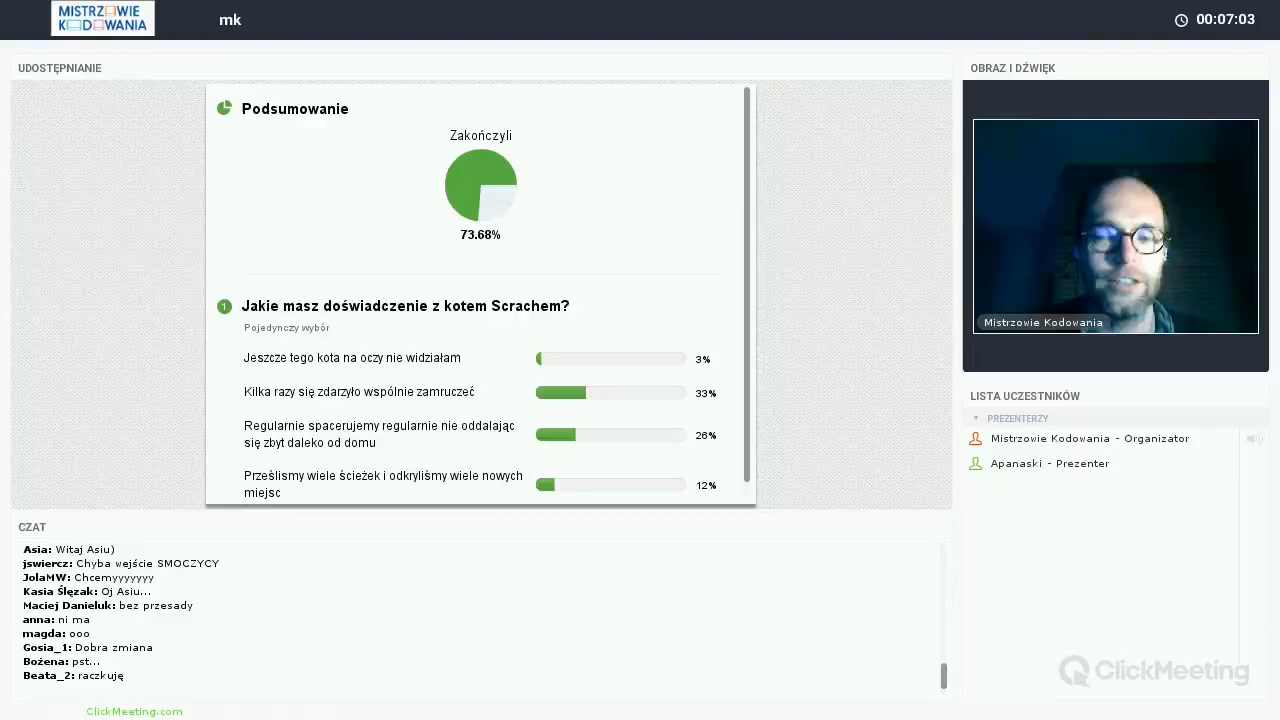 MISTRZOWIE
KODOWANIA
mk
00:07:03
UDOSTĘPNIANIE
Podsumowanie
Zakończyli
73.68%
1
Jakie masz doświadczenie z kotem Scrachem?
Pojedynczy wybór
Jeszcze tego kota na oczy nie widziałam
3%
Kilka razy się zdarzyło wspólnie zamruczeć
33%
Regularnie spacerujemy regularnie nie oddalając
się zbyt daleko od domu
26%
Prześlismy wiele ścieżek i odkryliśmy wiele nowych
miejsc
12%
OBRAZ I DŹWIĘK
Mistrzowie Kodowania
LISTA UCZESTNIKÓW
PREZENTERZY
Mistrzowie Kodowania - Organizator
Apanaski - Prezenter
CZAT
Asia: Witaj Asiu)
jswiercz: Chyba wejście SMOCZYCY
JolaMW: Chcemyyyyyyy
Kasia Ślęzak: Oj Asiu...
Maciej Danieluk: bez przesady
anna: ni ma
magda: ooo
Gosia_1: Dobra zmiana
Bożena: pst...
Beata_2: raczkuję
ClickMeeting
ClickMeeting.com